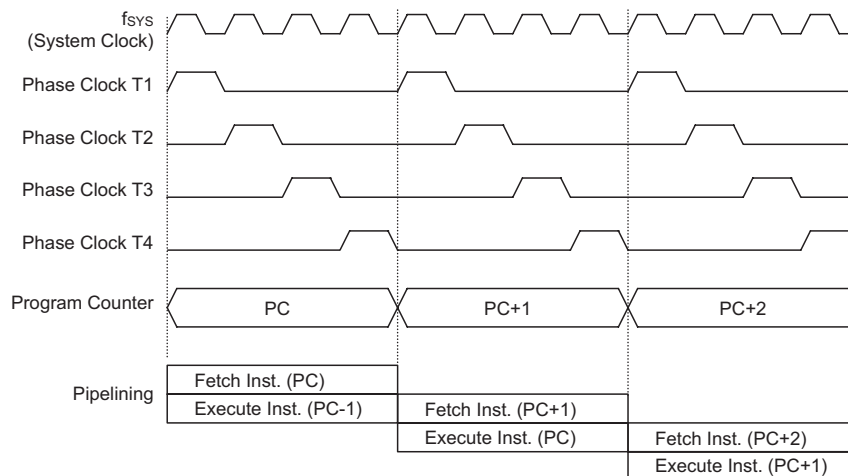 fSYS
(System Clock)
Phase Clock T1
Phase Clock T2
Phase Clock T3
Phase Clock T4
Program Counter
PC
PC+1
PC+2
Pipelining
Fetch Inst. (PC)
Execute Inst. (PC-1)
Fetch Inst. (PC+1)
Execute Inst. (PC)
Fetch Inst. (PC+2)
Execute Inst. (PC+1)